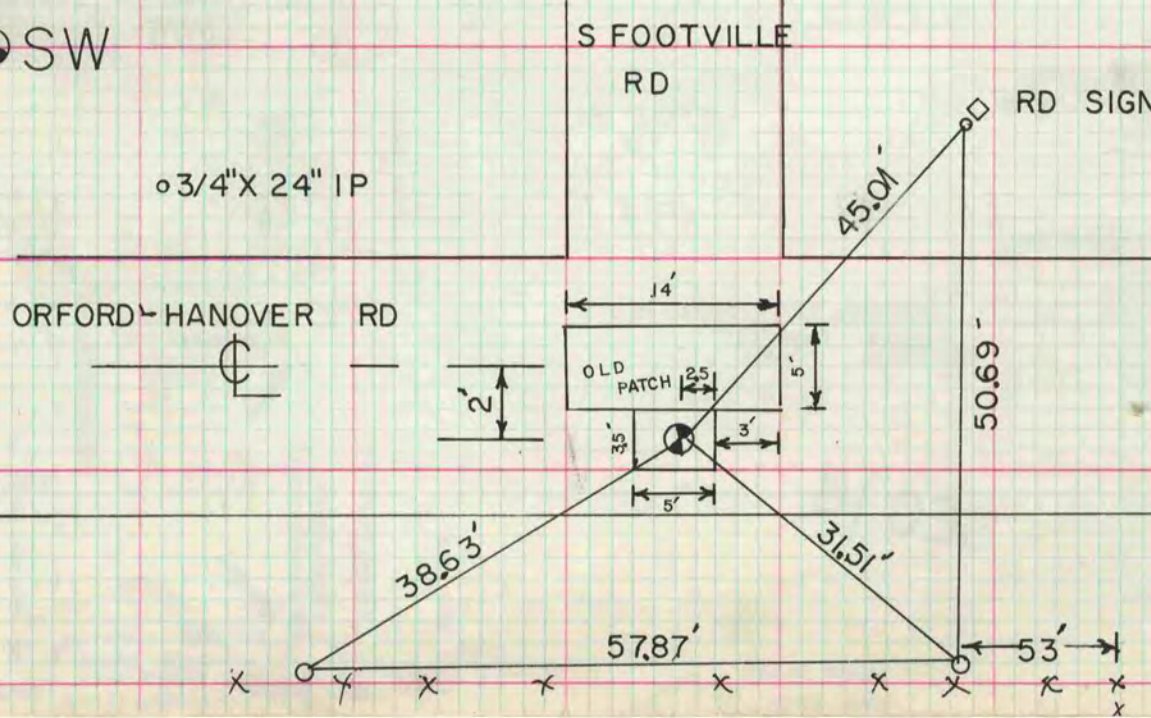 SW
S FOOTVILLE
RD
RD SIGN
3/4" X 24" IP
45.01'
ORFORD-HANOVER RD
14'
℄
2'
OLD
PATCH
2.5
5'
50.69'
3.5'
3'
5'
38.63'
31.51'
57.87'
53'
x x x x x x x x x x